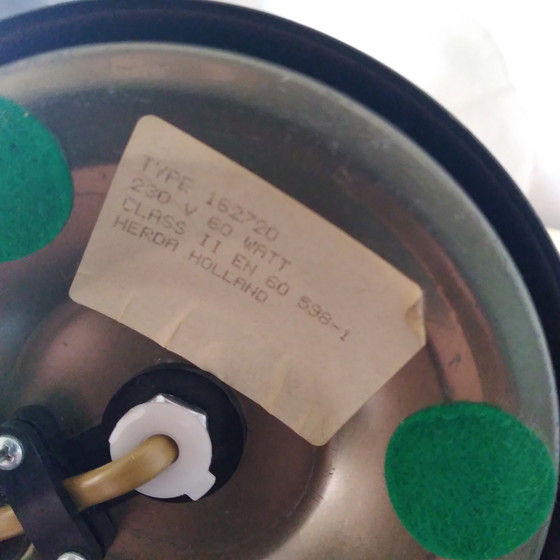 TYPE 162720
230 V 60 WATT
CLASS II EN 60 598-1
HERDA HOLLAND